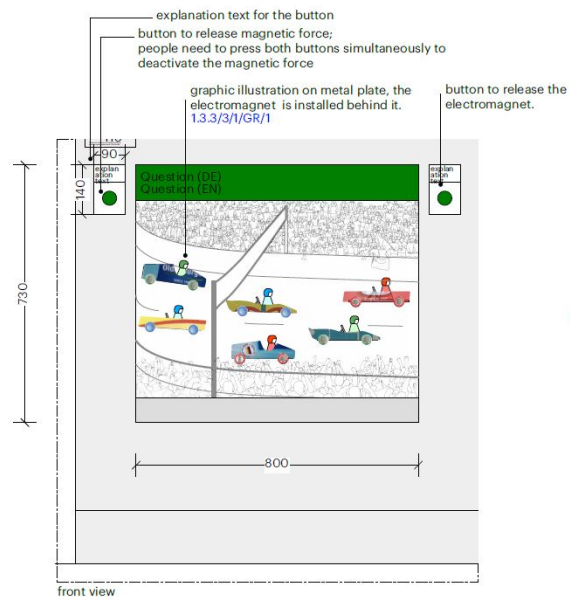 explanation text for the button
button to release magnetic force;
people need to press both buttons simultaneously to
deactivate the magnetic force
graphic illustration on metal plate, the
electromagnet is installed behind it.
1.3.3/3/1/GR/1
button to release the
electromagnet.
90
explan
ation
text
140
Question (DE)
Question (EN)
explan
ation
text
730
800
front view